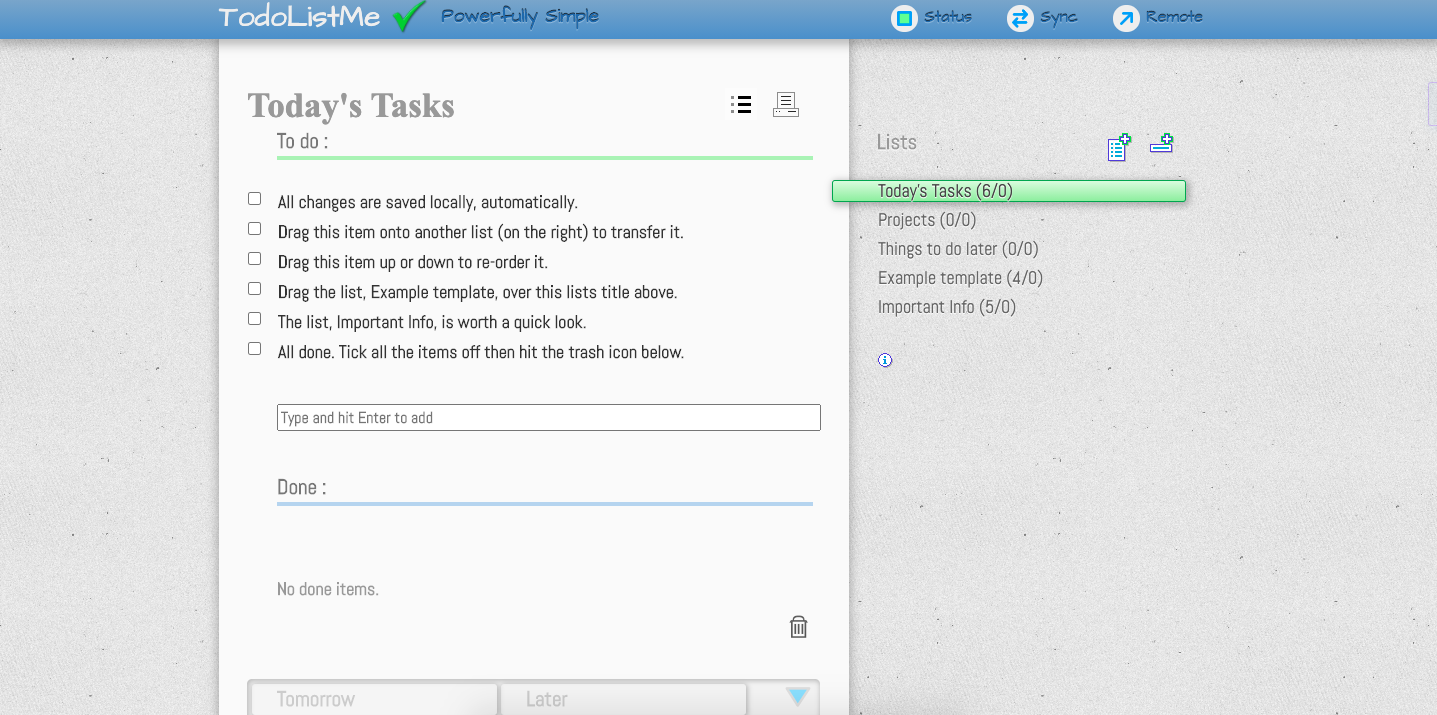 TodoListMe Powerfully Simple Status Sync Remote
Today's Tasks
To do :
All changes are saved locally, automatically.
Drag this item onto another list (on the right) to transfer it.
Drag this item up or down to re-order it.
Drag the list, Example template, over this lists title above.
The list, Important Info, is worth a quick look.
All done. Tick all the items off then hit the trash icon below.
Type and hit Enter to add
Done :
No done items.
Tomorrow Later
Lists
Today's Tasks (6/0)
Projects (0/0)
Things to do later (0/0)
Example template (4/0)
Important Info (5/0)